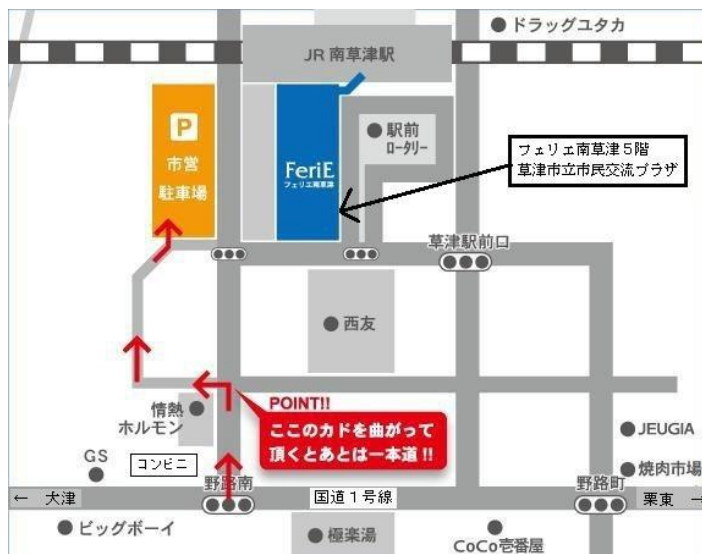 ドラッグユタカ
JR 南草津駅
P
市営
駐車場
FeriE
フェリエ南草津
駅前
ロータリー
フェリエ南草津５階
草津市立市民交流プラザ
草津駅前口
西友
POINT!!
ここのカドを曲がって
頂くとあとは一本道!!
情熱
ホルモン
GS
コンビニ
JEUGIA
焼肉市場
← 大津
野路南
国道１号線
野路町
栗東 →
ビッグボーイ
極楽湯
CoCo壱番屋